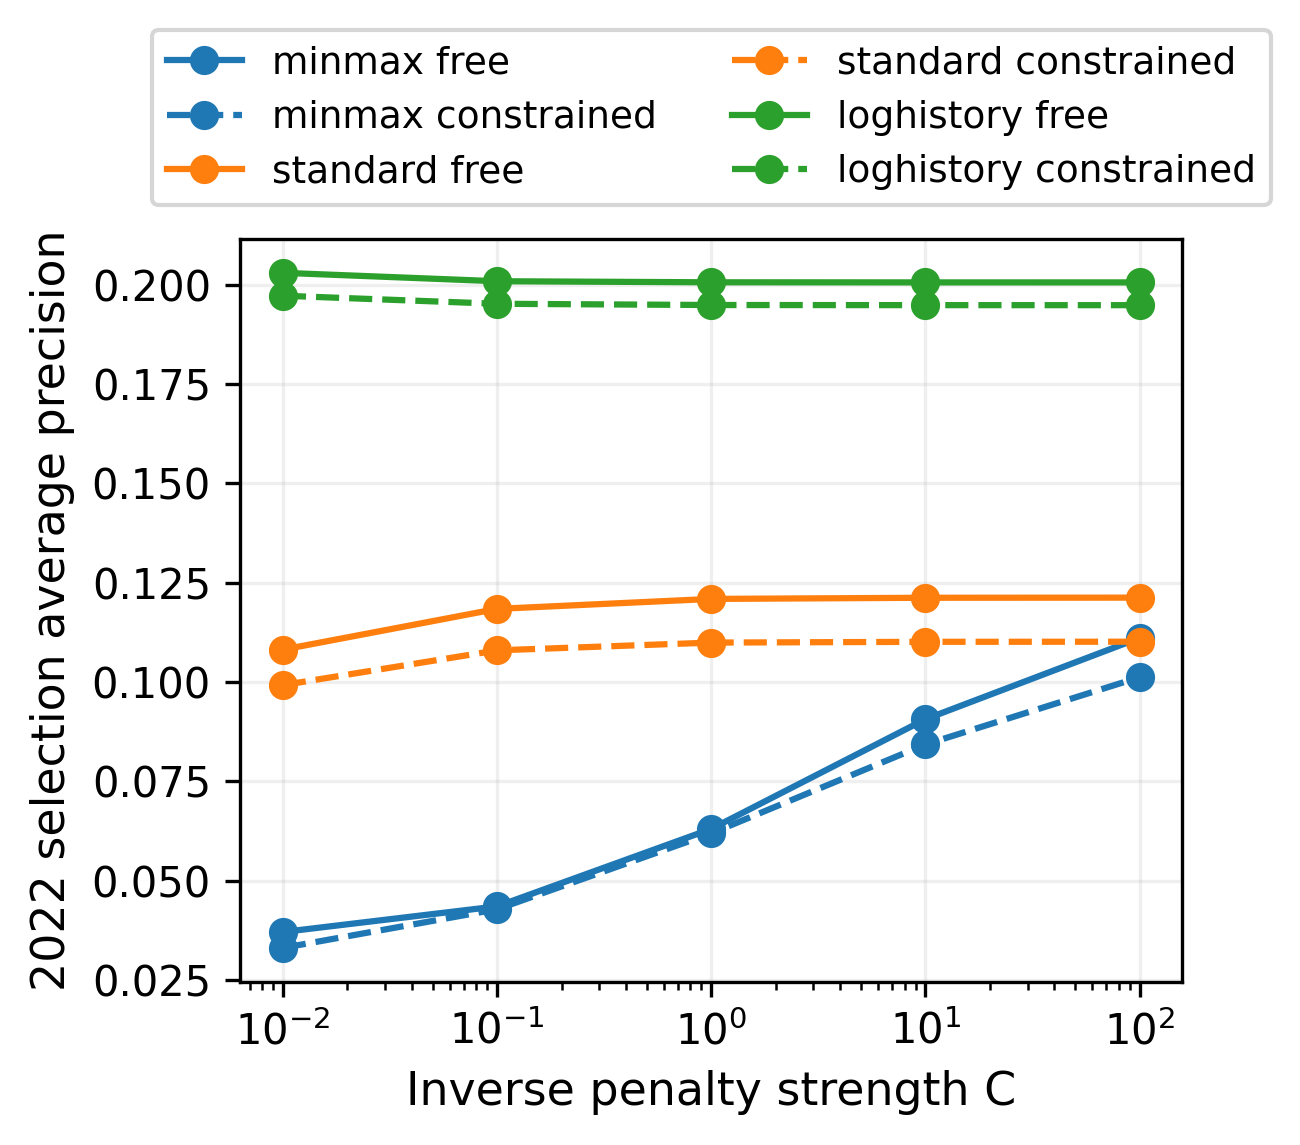 minmax free
minmax constrained
standard free
standard constrained
loghistory free
loghistory constrained
2022 selection average precision
0.200
0.175
0.150
0.125
0.100
0.075
0.050
0.025
10⁻² 10⁻¹ 10⁰ 10¹ 10²
Inverse penalty strength C